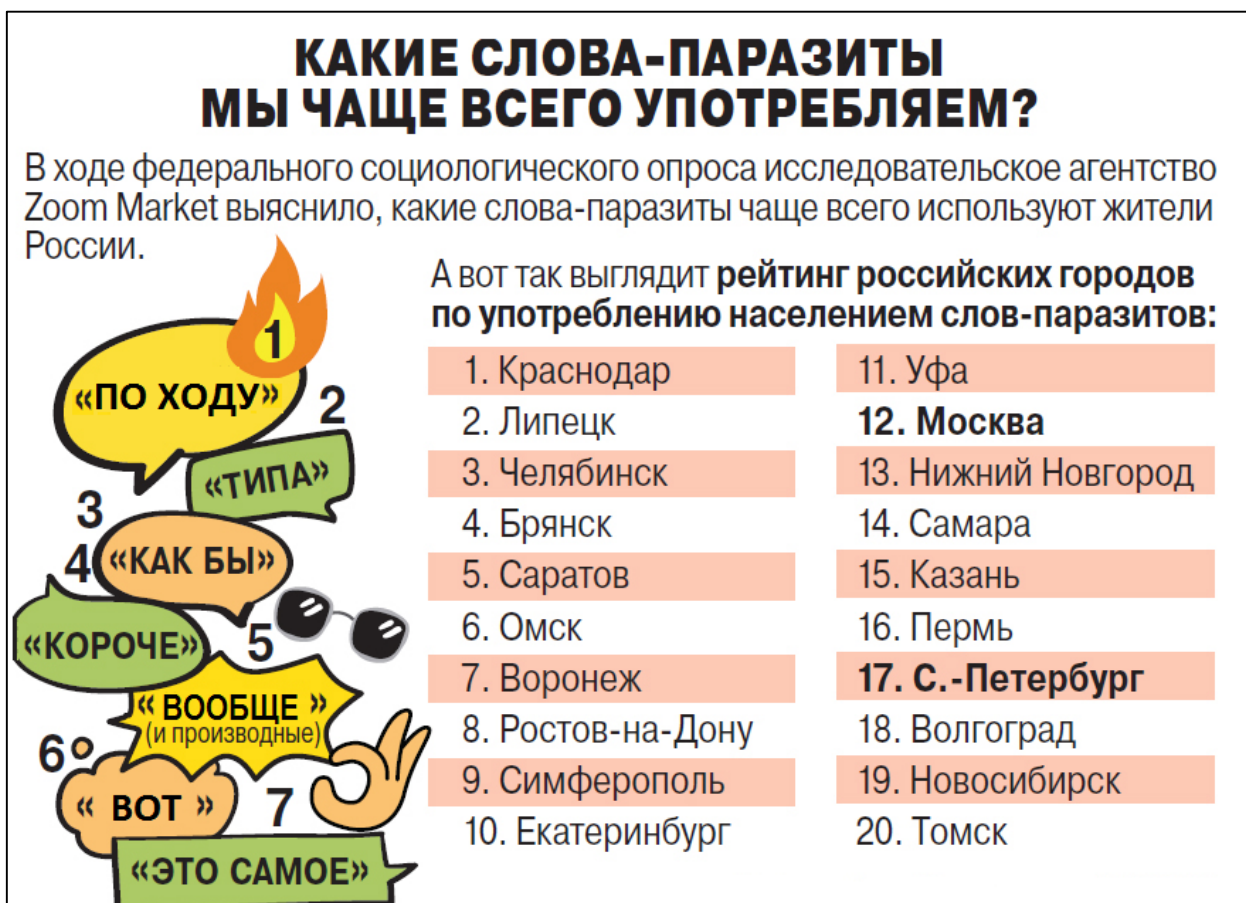 КАКИЕ СЛОВА-ПАРАЗИТЫ
МЫ ЧАЩЕ ВСЕГО УПОТРЕБЛЯЕМ?
В ходе федерального социологического опроса исследовательское агентство
Zoom Market выяснило, какие слова-паразиты чаще всего используют жители
России.
1
«ПО ХОДУ»
2
«ТИПА»
3
«КАК БЫ»
4
«КОРОЧЕ»
5
« ВООБЩЕ »
(и производные)
6
« ВОТ »
7
«ЭТО САМОЕ»
А вот так выглядит рейтинг российских городов
по употреблению населением слов-паразитов:
1. Краснодар
2. Липецк
3. Челябинск
4. Брянск
5. Саратов
6. Омск
7. Воронеж
8. Ростов-на-Дону
9. Симферополь
10. Екатеринбург
11. Уфа
12. Москва
13. Нижний Новгород
14. Самара
15. Казань
16. Пермь
17. С.-Петербург
18. Волгоград
19. Новосибирск
20. Томск